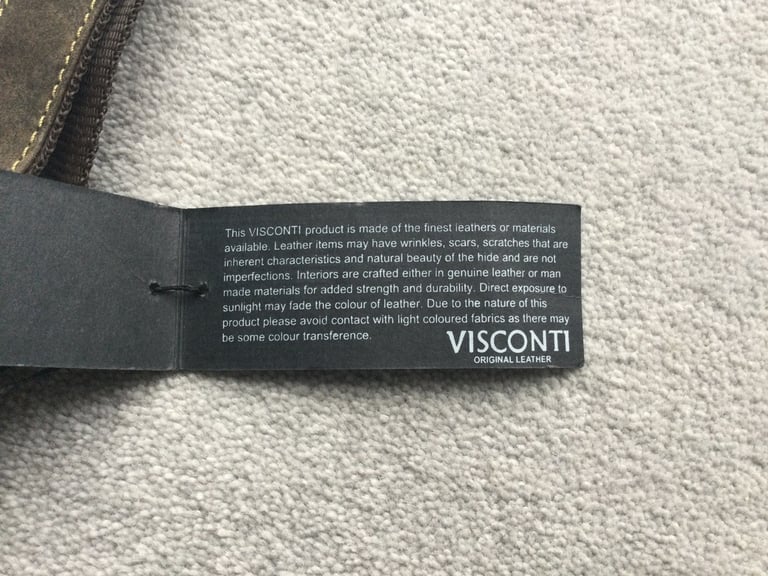 This VISCONTI product is made of the finest leathers or materials
available. Leather items may have wrinkles, scars, scratches that are
inherent characteristics and natural beauty of the hide and are not
imperfections. Interiors are crafted either in genuine leather or man
made materials for added strength and durability. Direct exposure to
sunlight may fade the colour of leather. Due to the nature of this
product please avoid contact with light coloured fabrics as there may
be some colour transference.
VISCONTI
ORIGINAL LEATHER